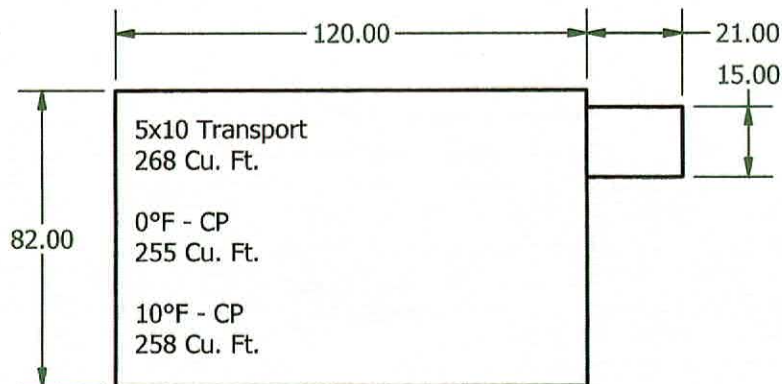 120.00
21.00
15.00
5x10 Transport
268 Cu. Ft.
0°F - CP
255 Cu. Ft.
82.00
10°F - CP
258 Cu. Ft.